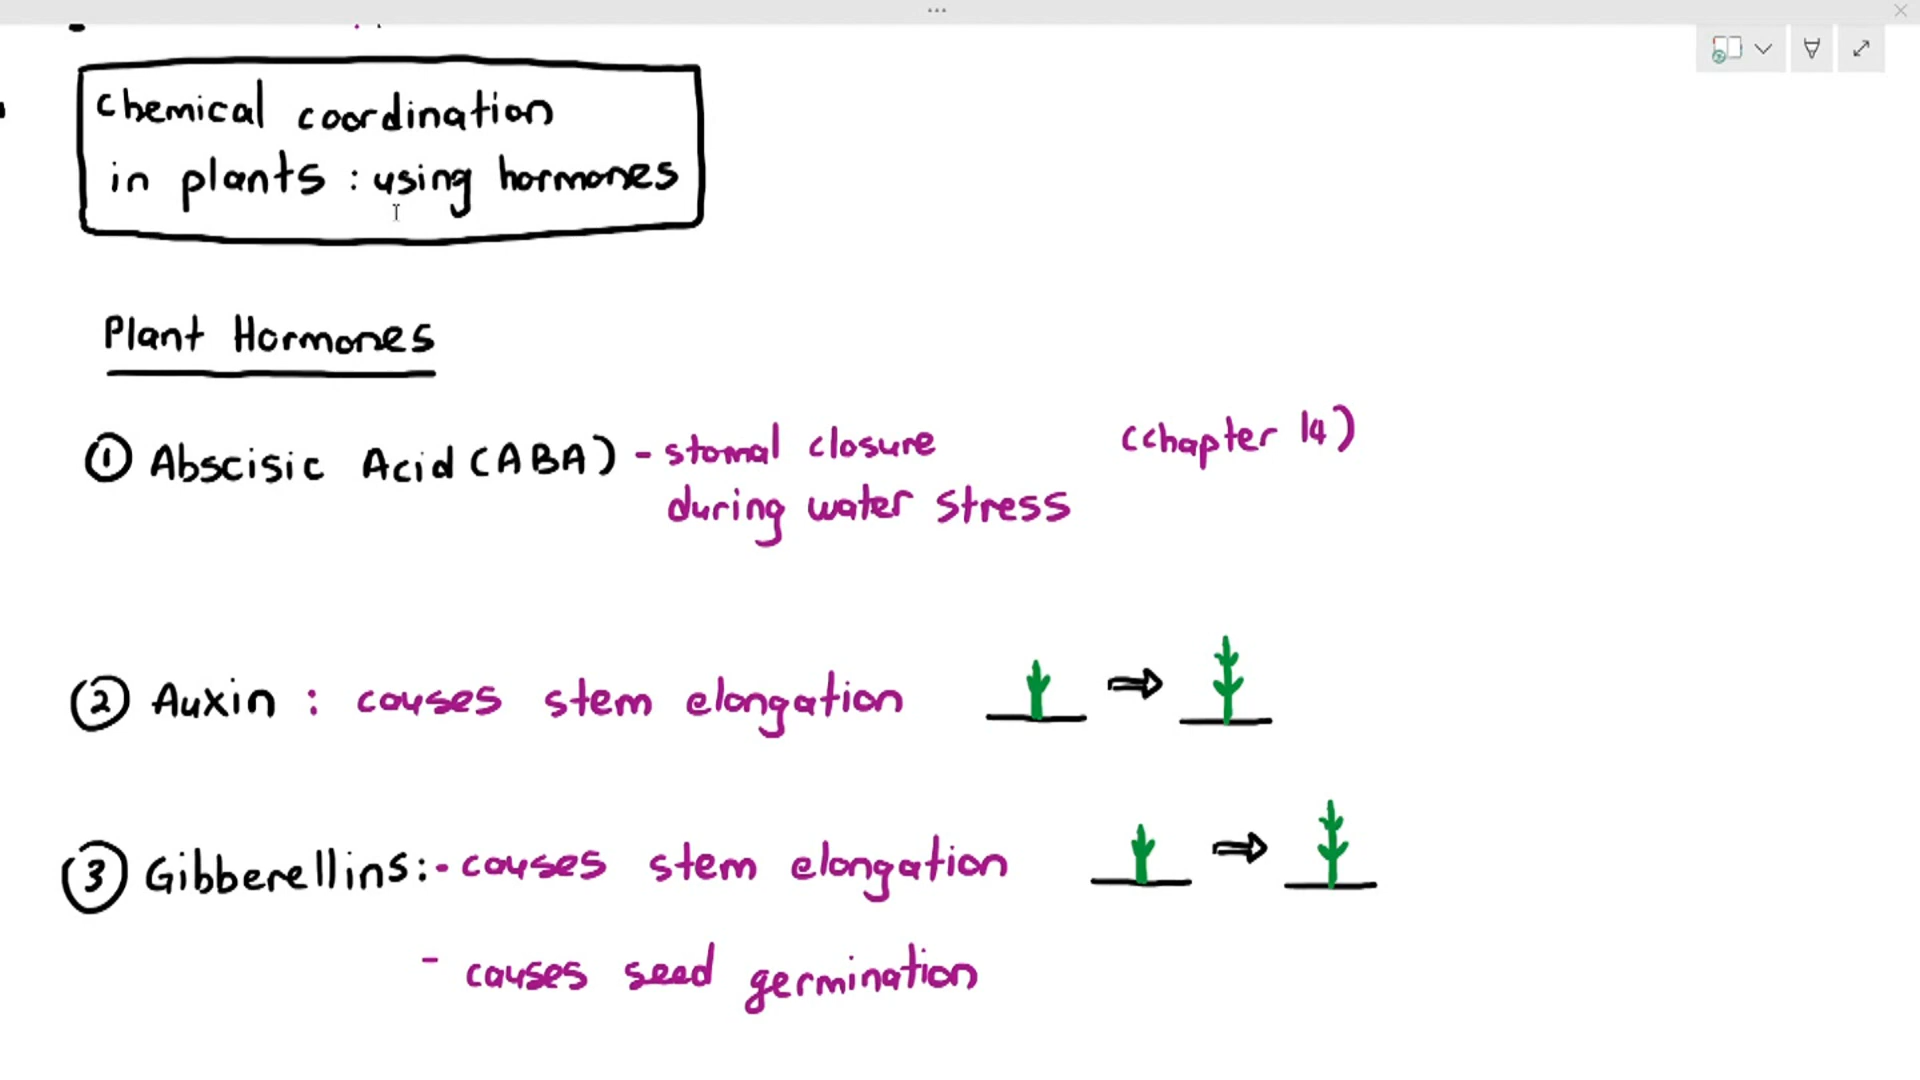 Chemical coordination
in plants : using hormones
Plant Hormones
① Abscisic Acid (ABA) - stomal closure (chapter 14)
during water stress
② Auxin : causes stem elongation
③ Gibberellins: - causes stem elongation
- causes seed germination